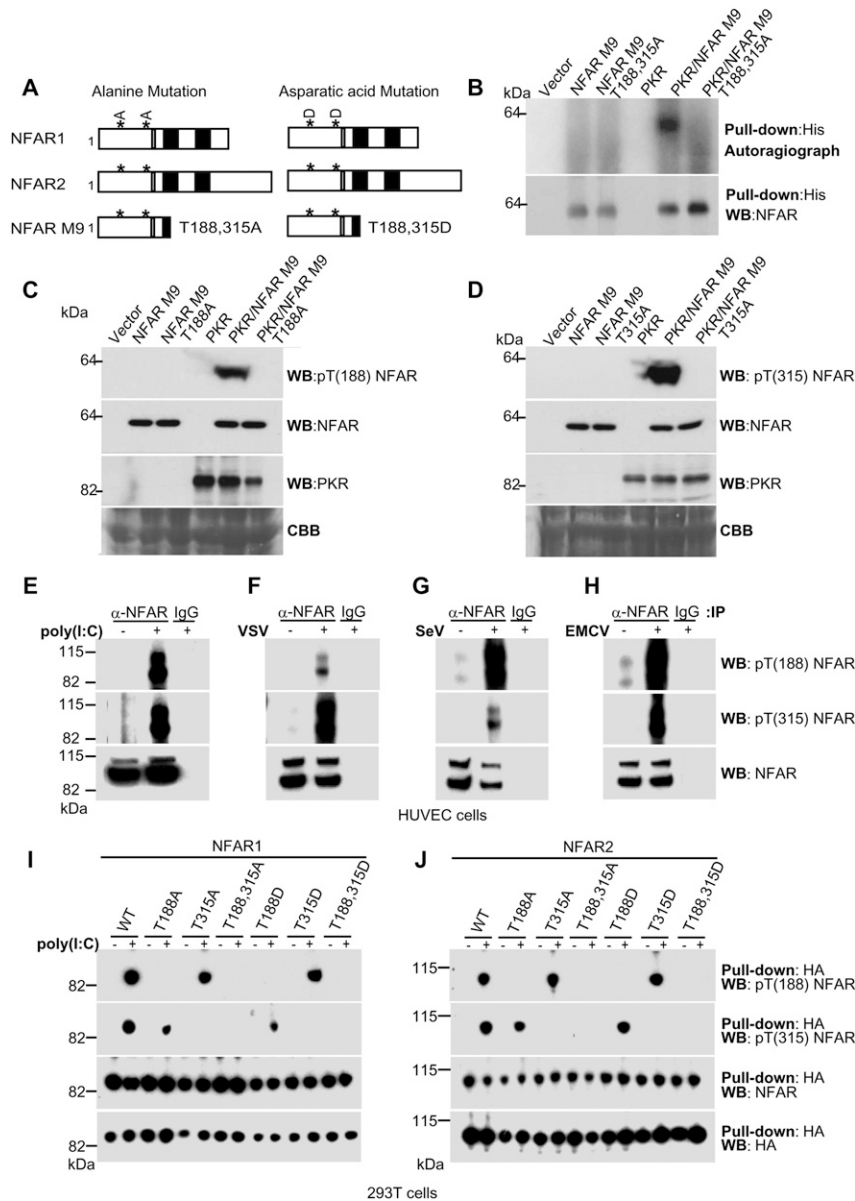 A
Alanine Mutation
Asparatic acid Mutation
A A
D D
NFAR1 1
NFAR2 1
NFAR M9 1
T188,315A
T188,315D
B
kDa
Vector
NFAR M9
NFAR M9 T188,315A
PKR
PKR/NFAR M9
PKR/NFAR M9 T188,315A
64
Pull-down:His
Autoragiograph
64
Pull-down:His
WB:NFAR
C
kDa
Vector
NFAR M9
NFAR M9 T188A
PKR
PKR/NFAR M9
PKR/NFAR M9 T188A
64
WB:pT(188) NFAR
64
WB:NFAR
82
WB:PKR
CBB
D
kDa
Vector
NFAR M9
NFAR M9 T315A
PKR
PKR/NFAR M9
PKR/NFAR M9 T315A
64
WB: pT(315) NFAR
64
WB:NFAR
82
WB:PKR
CBB
E F G H
α-NFAR IgG
α-NFAR IgG
α-NFAR IgG
α-NFAR IgG :IP
poly(I:C) - + +
VSV - + +
SeV - + +
EMCV - + +
115
82
WB: pT(188) NFAR
115
82
WB: pT(315) NFAR
115
82
WB: NFAR
kDa
HUVEC cells
I
NFAR1
WT
T188A
T315A
T188,315A
T188D
T315D
T188,315D
poly(I:C) - + - + - + - + - + - + - +
82
82
82
82
kDa
J
NFAR2
WT
T188A
T315A
T188,315A
T188D
T315D
T188,315D
- + - + - + - + - + - + - +
115
Pull-down: HA
WB: pT(188) NFAR
115
Pull-down: HA
WB: pT(315) NFAR
115
Pull-down: HA
WB: NFAR
115
Pull-down: HA
WB: HA
kDa
293T cells